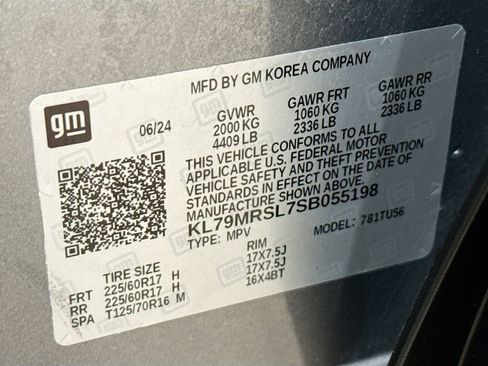 MFD BY GM KOREA COMPANY
gm
06/24
GVWR GAWR FRT GAWR RR
2000 KG 1060 KG 1060 KG
4409 LB 2336 LB 2336 LB
THIS VEHICLE CONFORMS TO ALL
APPLICABLE U.S. FEDERAL MOTOR
VEHICLE SAFETY AND THEFT PREVENTION
STANDARDS IN EFFECT ON THE DATE OF
MANUFACTURE SHOWN ABOVE.
KL79MRSL7SB055198
TYPE: MPV MODEL: 781TU56
TIRE SIZE RIM
FRT 225/60R17 H 17X7.5J
RR 225/60R17 H 17X7.5J
SPA T125/70R16 M 16X4BT